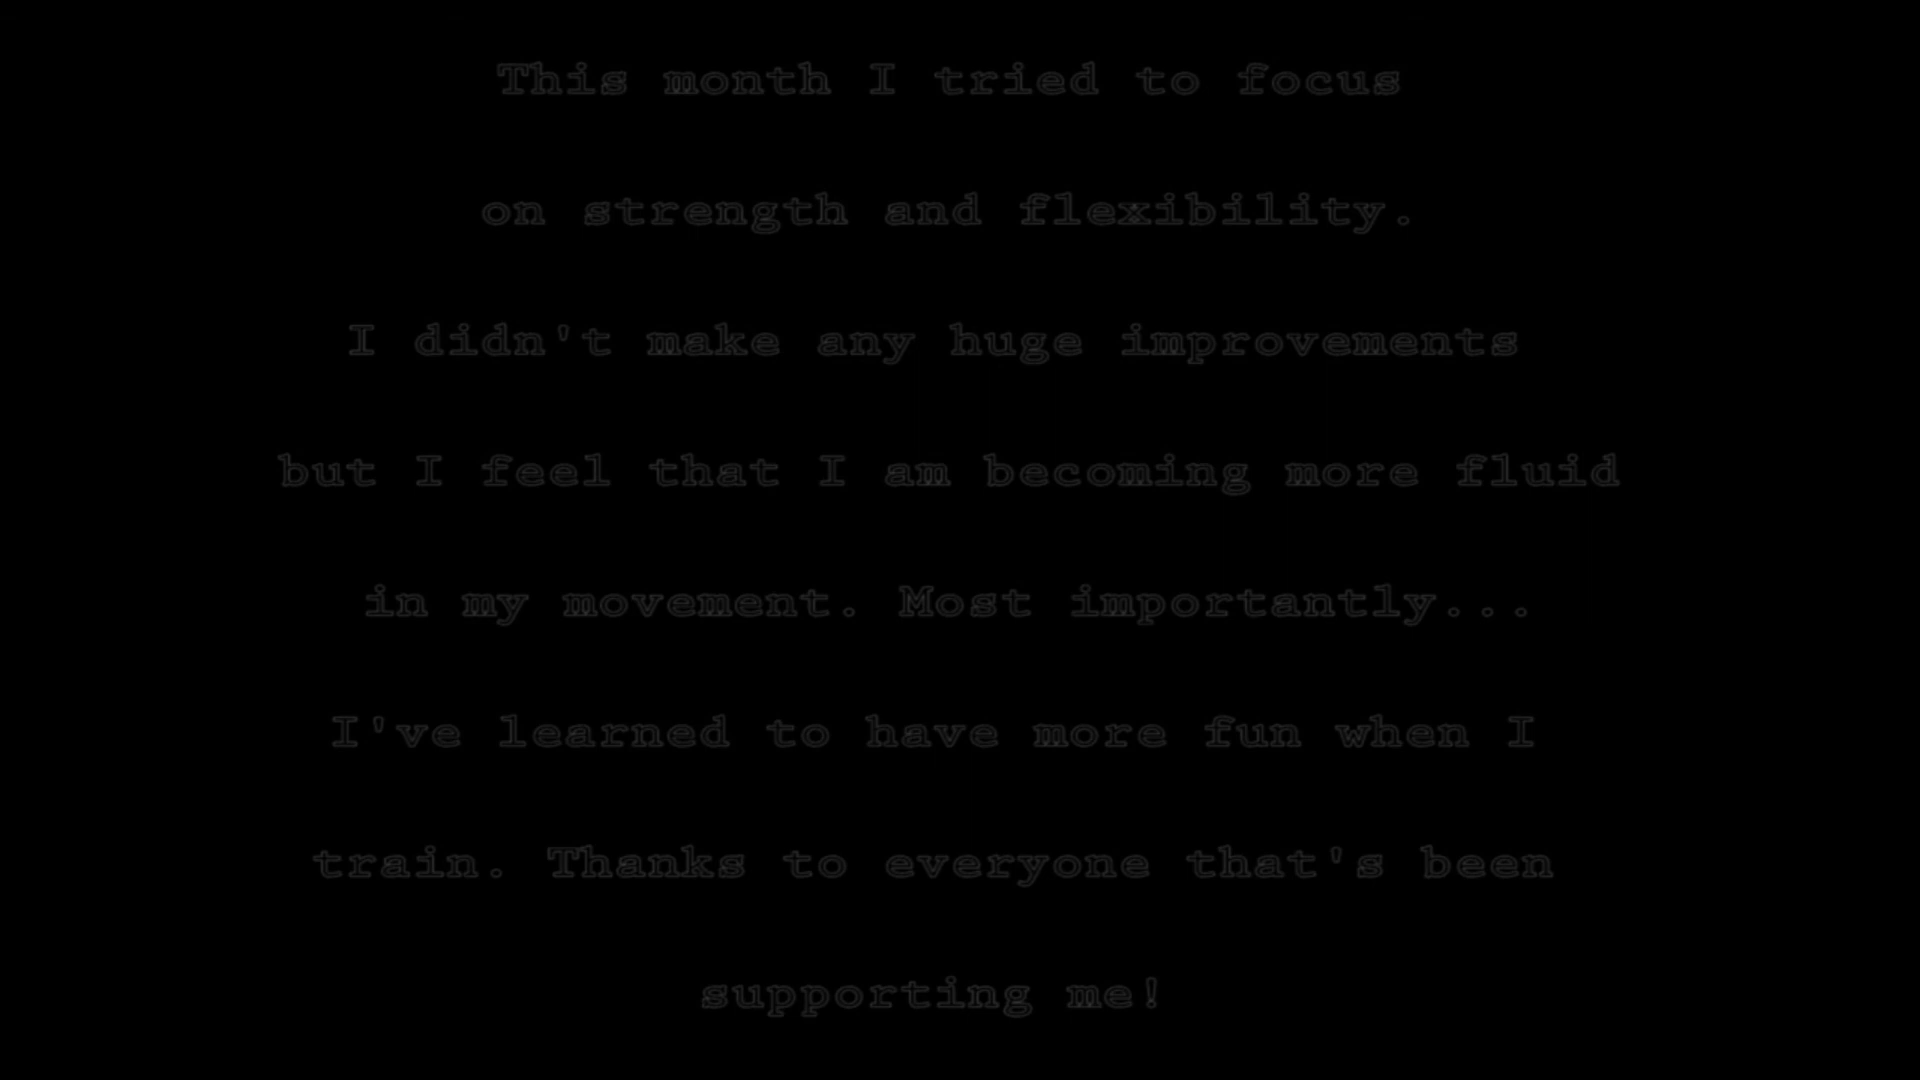 This month I tried to focus
on strength and flexibility.
I didn't make any huge improvements
but I feel that I am becoming more fluid
in my movement. Most importantly...
I've learned to have more fun when I
train. Thanks to everyone that's been
supporting me!